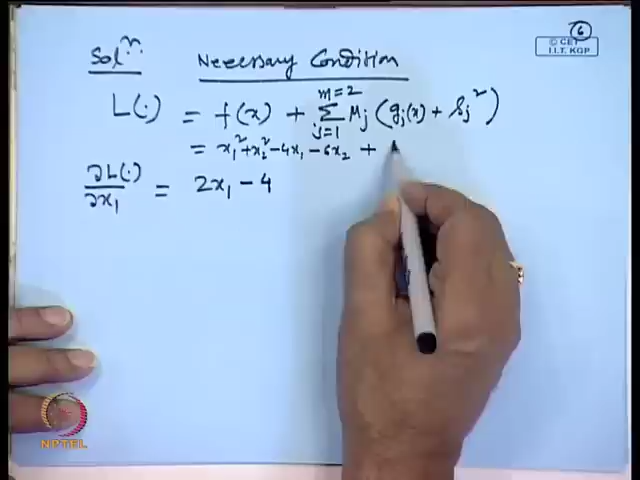 6
© CET
I.I.T. KGP
Solⁿ. Necessary Condition
L(·) = f(x) + Σ_{j=1}^{m=2} μ_j (g_j(x) + s_j²)
= x₁² + x₂² - 4x₁ - 6x₂ +
∂L(·)/∂x₁ = 2x₁ - 4
NPTEL